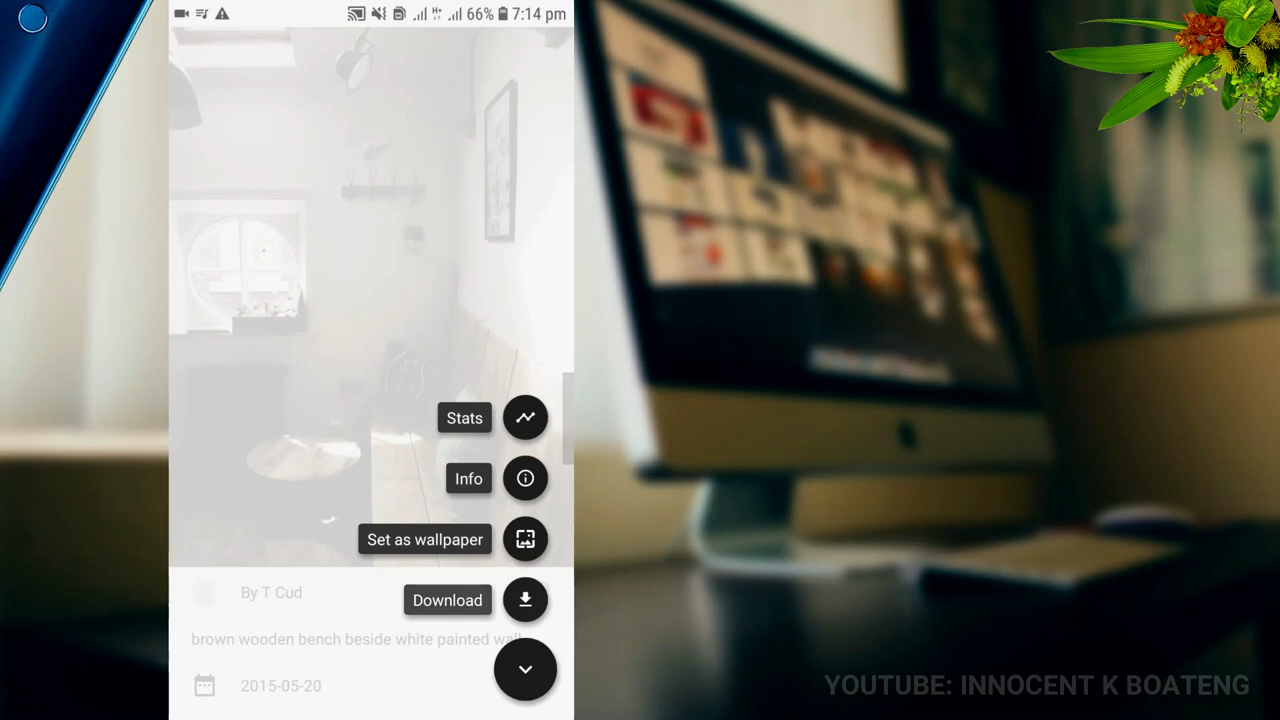 66% 7:14 pm
Stats
Info
Set as wallpaper
Download
By T Cud
brown wooden bench beside white painted wall
2015-05-20
YOUTUBE: INNOCENT K BOATENG